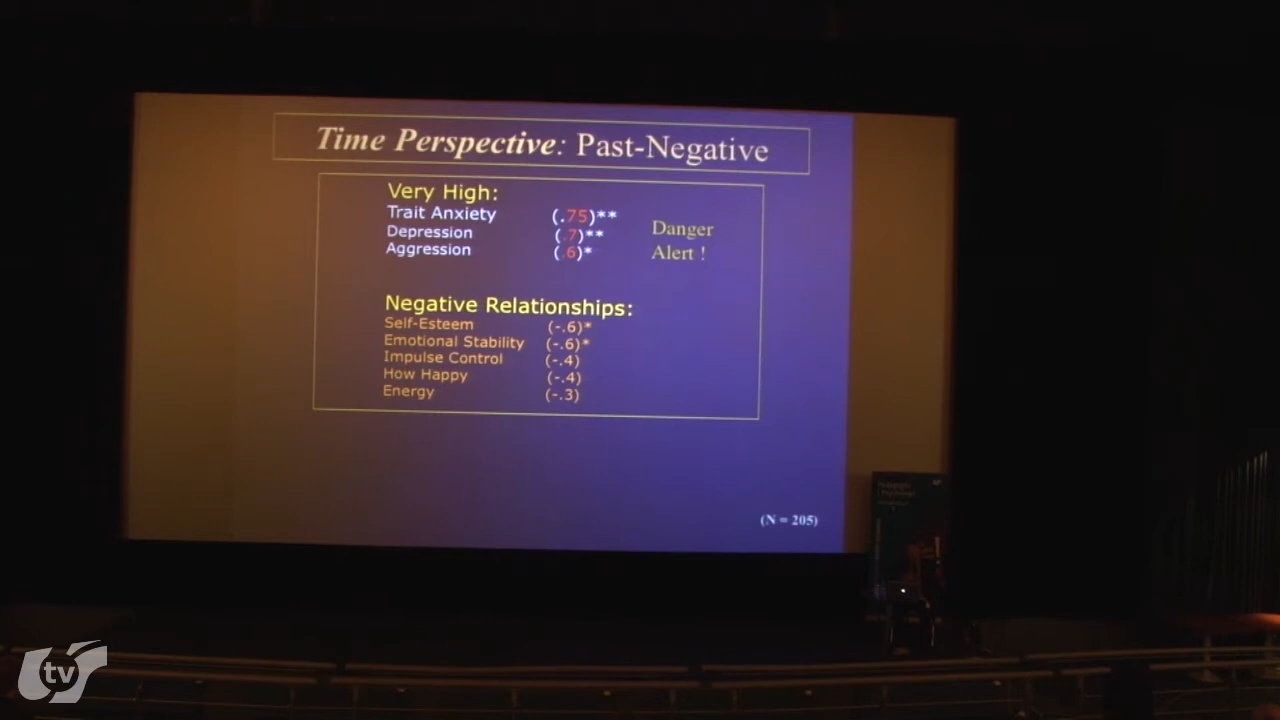 Time Perspective: Past-Negative
Very High:
Trait Anxiety (.75)**
Depression (.7)**
Aggression (.6)*
Danger
Alert !
Negative Relationships:
Self-Esteem (-.6)*
Emotional Stability (-.6)*
Impulse Control (-.4)
How Happy (-.4)
Energy (-.3)
(N = 205)
tv